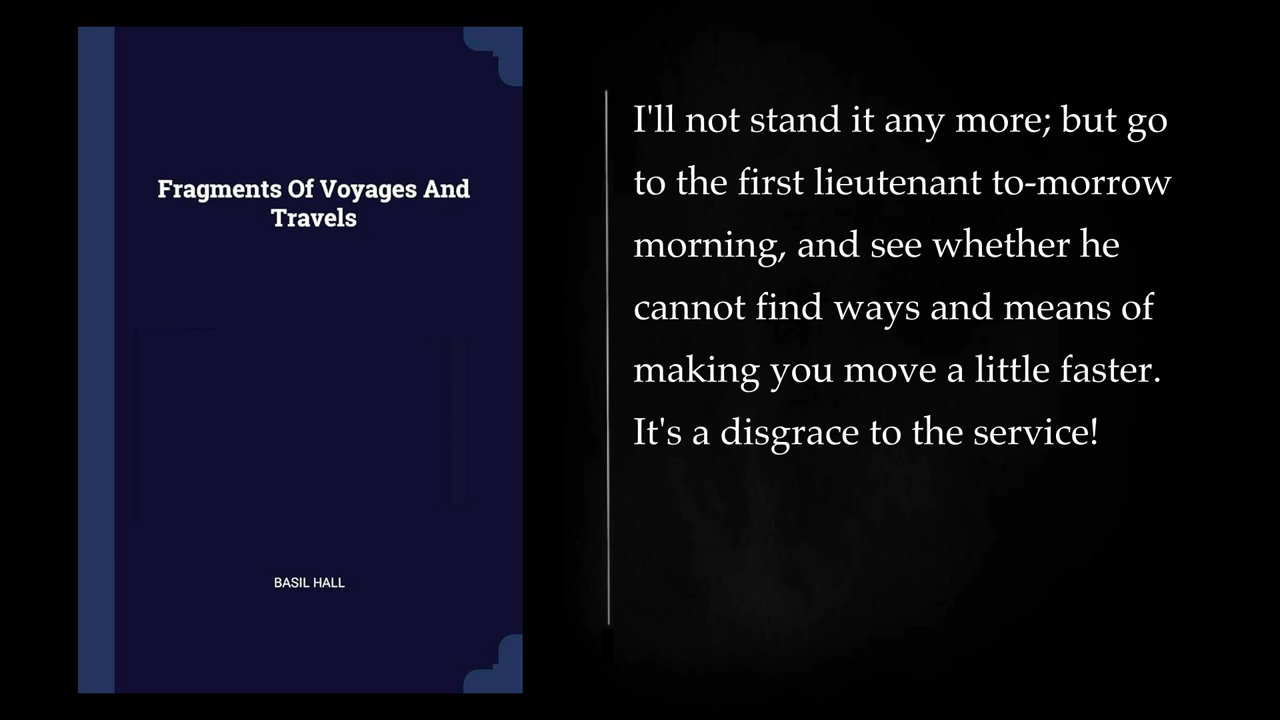 Fragments Of Voyages And
Travels
BASIL HALL
I'll not stand it any more; but go
to the first lieutenant to-morrow
morning, and see whether he
cannot find ways and means of
making you move a little faster.
It's a disgrace to the service!